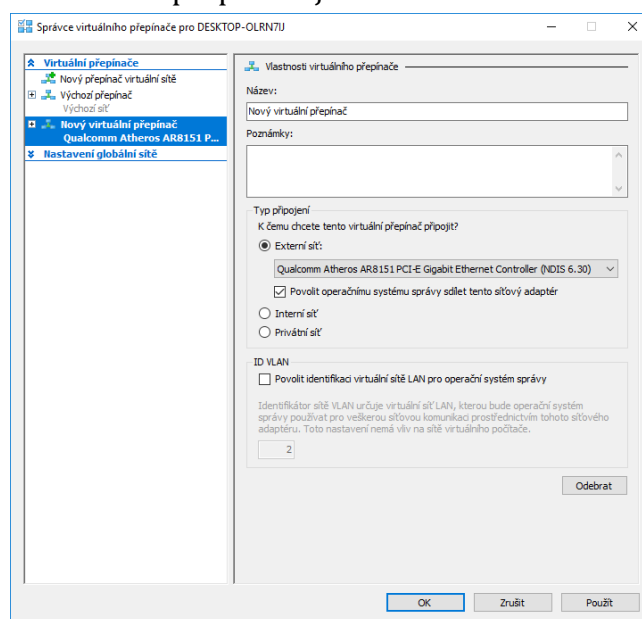 Správce virtuálního přepínače pro DESKTOP-OLRN7IJ
Virtuální přepínače
Nový přepínač virtuální sítě
Výchozí přepínač
Výchozí síť
Nový virtuální přepínač
Qualcomm Atheros AR8151 P...
Nastavení globální sítě
Vlastnosti virtuálního přepínače
Název:
Nový virtuální přepínač
Poznámky:
Typ připojení
K čemu chcete tento virtuální přepínač připojit?
Externí síť:
Qualcomm Atheros AR8151 PCI-E Gigabit Ethernet Controller (NDIS 6.30)
Povolit operačnímu systému správy sdílet tento síťový adaptér
Interní síť
Privátní síť
ID VLAN
Povolit identifikaci virtuální sítě LAN pro operační systém správy
Identifikátor sítě VLAN určuje virtuální síť LAN, kterou bude operační systém
správy používat pro veškerou síťovou komunikaci prostřednictvím tohoto síťového
adaptéru. Toto nastavení nemá vliv na sítě virtuálního počítače.
2
Odebrat
OK
Zrušit
Použít